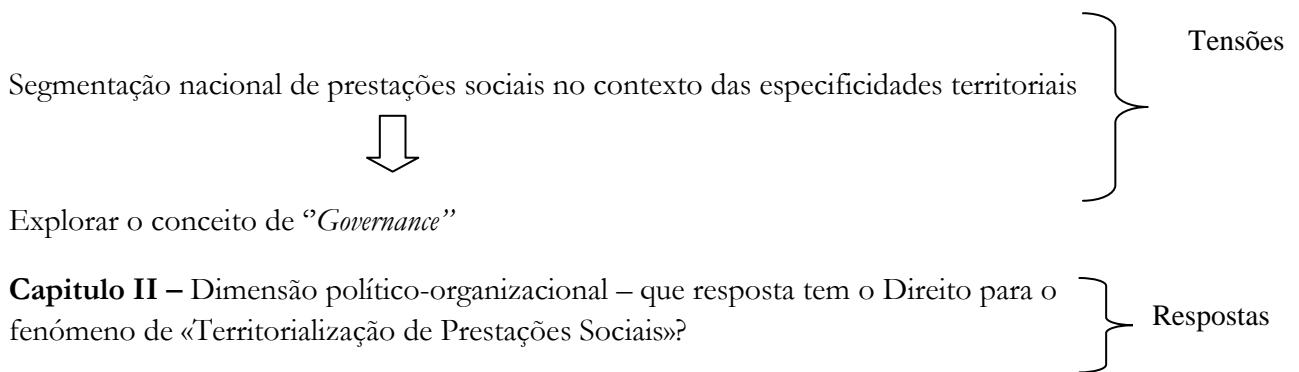 Tensões
Segmentação nacional de prestações sociais no contexto das especificidades territoriais
Explorar o conceito de ‘’Governance’’
Capitulo II – Dimensão político-organizacional – que resposta tem o Direito para o
fenómeno de «Territorialização de Prestações Sociais»?
Respostas